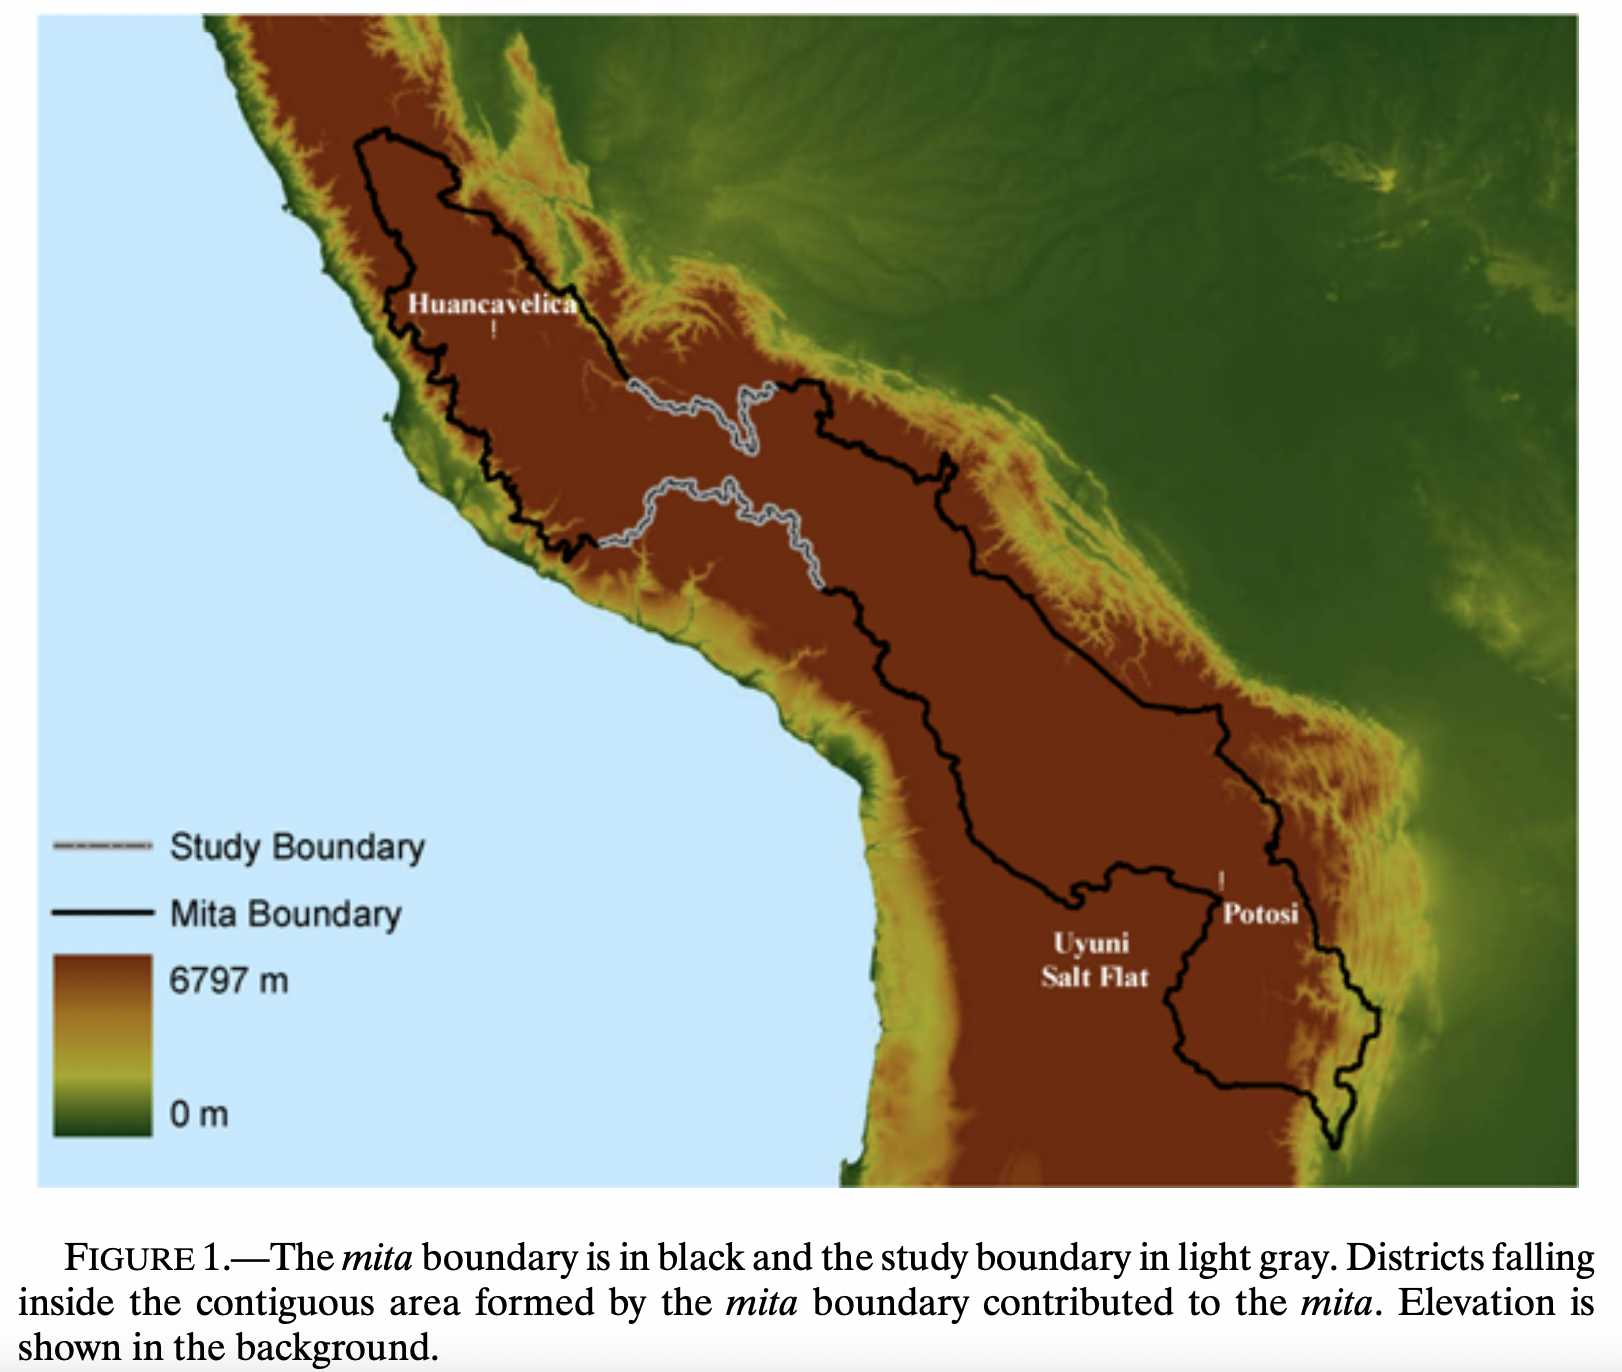 Huancavelica
Study Boundary
Mita Boundary
6797 m
0 m
Potosi
Uyuni
Salt Flat
FIGURE 1.—The mita boundary is in black and the study boundary in light gray. Districts falling
inside the contiguous area formed by the mita boundary contributed to the mita. Elevation is
shown in the background.